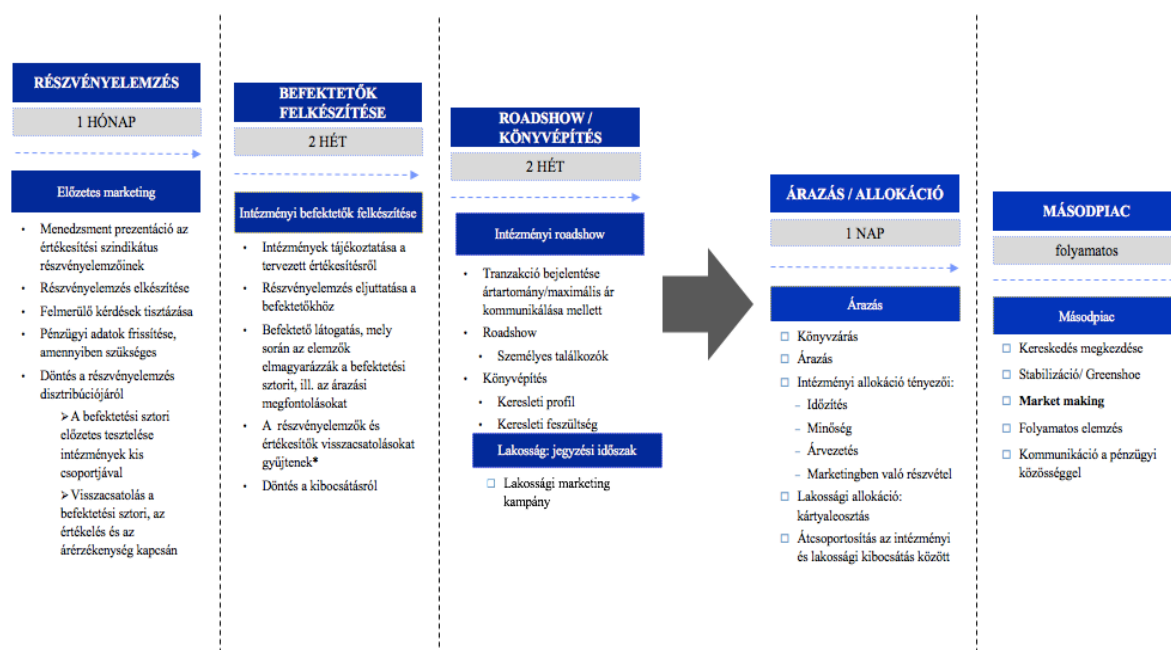 RÉSZVÉNYELEMZÉS
1 HÓNAP
Előzetes marketing
• Menedzsment prezentáció az
értékesítési szindikátus
részvényelemzőinek
• Részvényelemzés elkészítése
• Felmerülő kérdések tisztázása
• Pénzügyi adatok frissítése,
amennyiben szükséges
• Döntés a részvényelemzés
disztribúciójáról
➢ A befektetési sztori
előzetes tesztelése
intézmények kis
csoportjával
➢ Visszacsatolás a
befektetési sztori, az
értékelés és az
árérzékenység kapcsán
BEFEKTETŐK
FELKÉSZÍTÉSE
2 HÉT
Intézményi befektetők felkészítése
• Intézmények tájékoztatása a
tervezett értékesítésről
• Részvényelemzés eljuttatása a
befektetőkhöz
• Befektető látogatás, mely
során az elemzők
elmagyarázzák a befektetési
sztorit, ill. az árazási
megfontolásokat
• A részvényelemzők és
értékesítők visszacsatolásokat
gyűjtenek*
• Döntés a kibocsátásról
ROADSHOW /
KÖNYVÉPÍTÉS
2 HÉT
Intézményi roadshow
• Tranzakció bejelentése
ártartomány/maximális ár
kommunikálása mellett
• Roadshow
• Személyes találkozók
• Könyvépítés
• Keresleti profil
• Keresleti feszültség
Lakosság: jegyzési időszak
□ Lakossági marketing
kampány
ÁRAZÁS / ALLOKÁCIÓ
1 NAP
Árazás
□ Könyvzárás
□ Árazás
□ Intézményi allokáció tényezői:
– Időzítés
– Minőség
– Árvezetés
– Marketingben való részvétel
□ Lakossági allokáció:
kártyaleosztás
□ Átcsoportosítás az intézményi
és lakossági kibocsátás között
MÁSODPIAC
folyamatos
Másodpiac
□ Kereskedés megkezdése
□ Stabilizáció/ Greenshoe
□ Market making
□ Folyamatos elemzés
□ Kommunikáció a pénzügyi
közösséggel